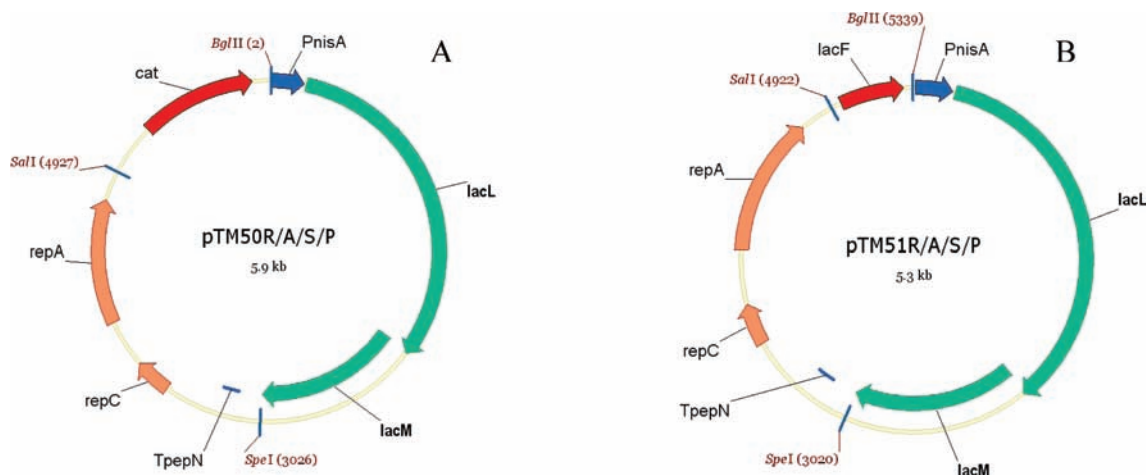 A
BglII (2)
PnisA
cat
SalI (4927)
lacL
repA
pTM50R/A/S/P
5.9 kb
repC
TpepN
SpeI (3026)
lacM
B
BglII (5339)
lacF
PnisA
SalI (4922)
repA
lacL
pTM51R/A/S/P
5.3 kb
repC
TpepN
SpeI (3020)
lacM